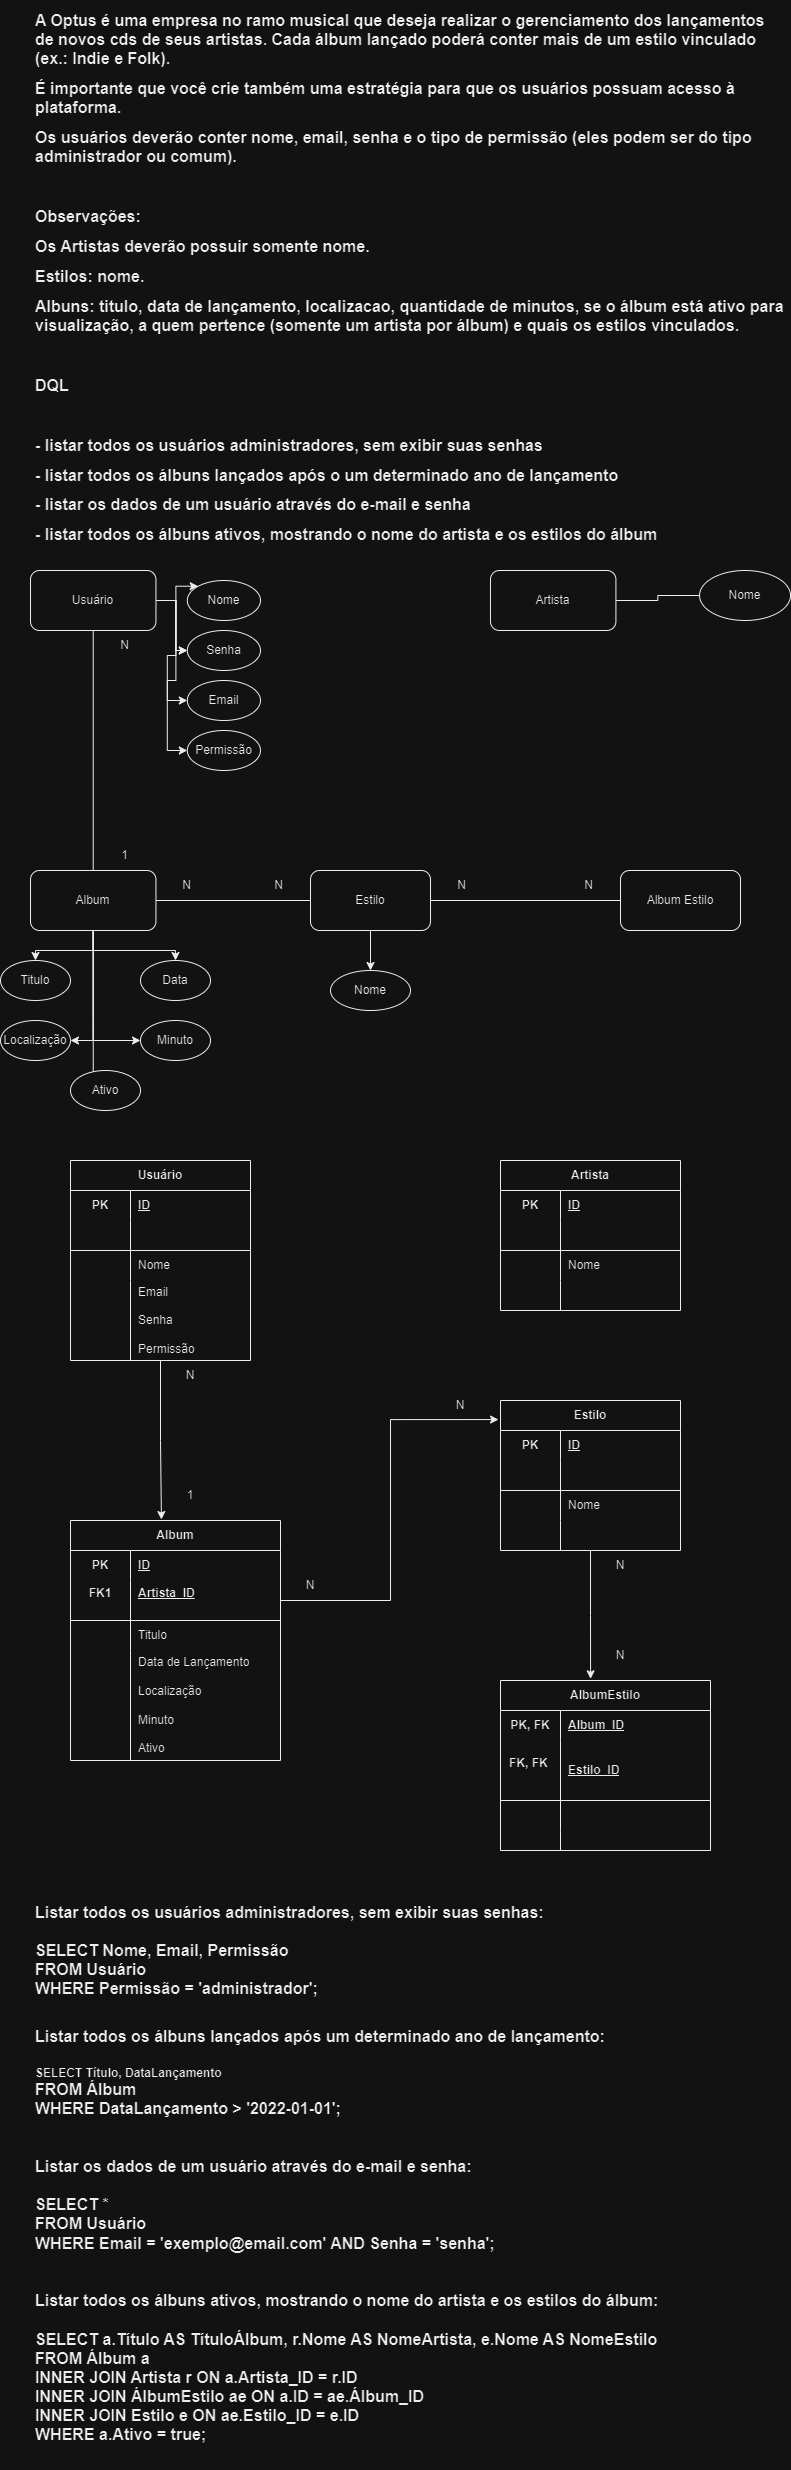 A Optus é uma empresa no ramo musical que deseja realizar o gerenciamento dos lançamentos
de novos cds de seus artistas. Cada álbum lançado poderá conter mais de um estilo vinculado
(ex.: Indie e Folk).
É importante que você crie também uma estratégia para que os usuários possuam acesso à
plataforma.
Os usuários deverão conter nome, email, senha e o tipo de permissão (eles podem ser do tipo
administrador ou comum).
Observações:
Os Artistas deverão possuir somente nome.
Estilos: nome.
Albuns: titulo, data de lançamento, localizacao, quantidade de minutos, se o álbum está ativo para
visualização, a quem pertence (somente um artista por álbum) e quais os estilos vinculados.
DQL
- listar todos os usuários administradores, sem exibir suas senhas
- listar todos os álbuns lançados após o um determinado ano de lançamento
- listar os dados de um usuário através do e-mail e senha
- listar todos os álbuns ativos, mostrando o nome do artista e os estilos do álbum
Usuário
Nome
Artista
Nome
N
Senha
Email
Permissão
1
Album
N
N
Estilo
N
N
Album Estilo
Titulo
Data
Nome
Localização
Minuto
Ativo
Usuário
PK
ID
Nome
Email
Senha
Permissão
Artista
PK
ID
Nome
N
1
N
Estilo
PK
ID
Nome
Album
PK
ID
FK1
Artista_ID
Titulo
Data de Lançamento
Localização
Minuto
Ativo
N
N
N
AlbumEstilo
PK, FK
Album_ID
FK, FK
Estilo_ID
Listar todos os usuários administradores, sem exibir suas senhas:
SELECT Nome, Email, Permissão
FROM Usuário
WHERE Permissão = 'administrador';
Listar todos os álbuns lançados após um determinado ano de lançamento:
SELECT Título, DataLançamento
FROM Álbum
WHERE DataLançamento > '2022-01-01';
Listar os dados de um usuário através do e-mail e senha:
SELECT *
FROM Usuário
WHERE Email = 'exemplo@email.com' AND Senha = 'senha';
Listar todos os álbuns ativos, mostrando o nome do artista e os estilos do álbum:
SELECT a.Título AS TítuloÁlbum, r.Nome AS NomeArtista, e.Nome AS NomeEstilo
FROM Álbum a
INNER JOIN Artista r ON a.Artista_ID = r.ID
INNER JOIN ÁlbumEstilo ae ON a.ID = ae.Álbum_ID
INNER JOIN Estilo e ON ae.Estilo_ID = e.ID
WHERE a.Ativo = true;